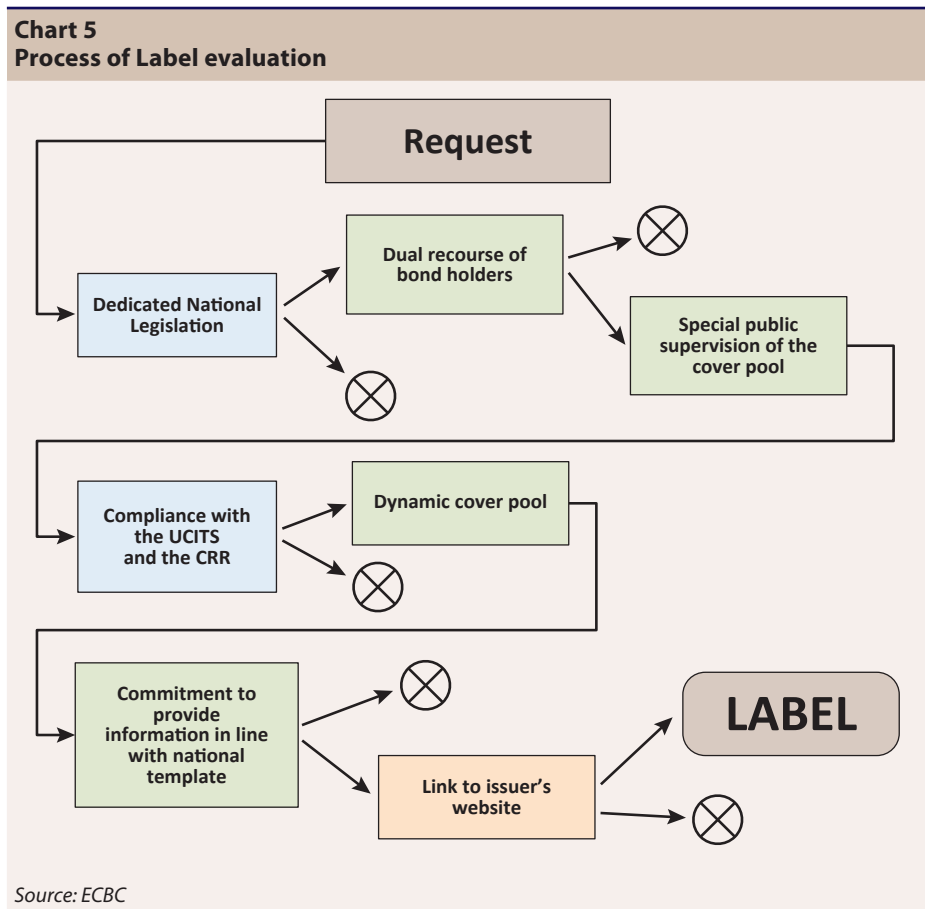 Chart 5
Process of Label evaluation
Request
Dual recourse of
bond holders
Dedicated National
Legislation
Special public
supervision of the
cover pool
Compliance with
the UCITS
and the CRR
Dynamic cover pool
Commitment to
provide
information in line
with national
template
LABEL
Link to issuer’s
website
Source: ECBC